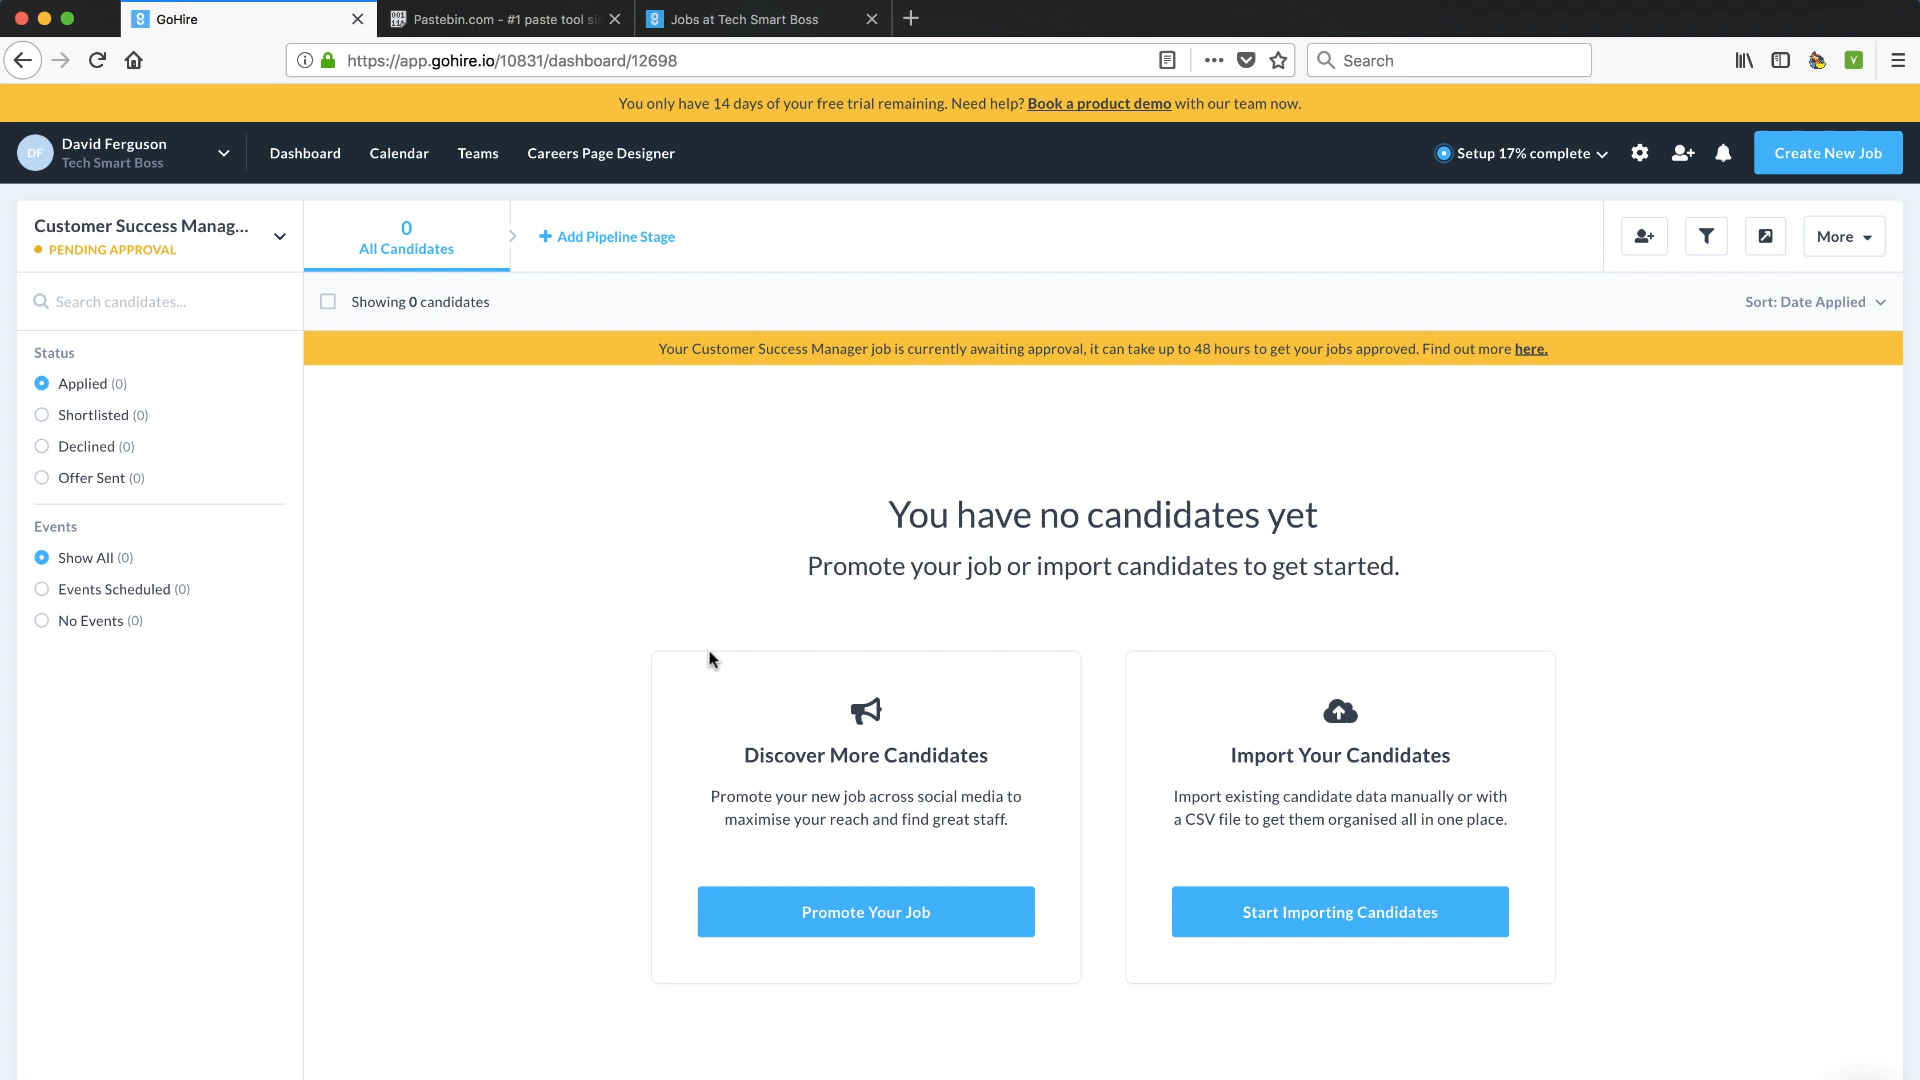 GoHire
Pastebin.com - #1 paste tool si
Jobs at Tech Smart Boss
https://app.gohire.io/10831/dashboard/12698
Search
You only have 14 days of your free trial remaining. Need help? Book a product demo with our team now.
DF
David Ferguson
Tech Smart Boss
Dashboard
Calendar
Teams
Careers Page Designer
Setup 17% complete
Create New Job
Customer Success Manag...
PENDING APPROVAL
0
All Candidates
Add Pipeline Stage
More
Search candidates...
Showing 0 candidates
Sort: Date Applied
Your Customer Success Manager job is currently awaiting approval, it can take up to 48 hours to get your jobs approved. Find out more here.
Status
Applied (0)
Shortlisted (0)
Declined (0)
Offer Sent (0)
Events
Show All (0)
Events Scheduled (0)
No Events (0)
You have no candidates yet
Promote your job or import candidates to get started.
Discover More Candidates
Promote your new job across social media to
maximise your reach and find great staff.
Promote Your Job
Import Your Candidates
Import existing candidate data manually or with
a CSV file to get them organised all in one place.
Start Importing Candidates